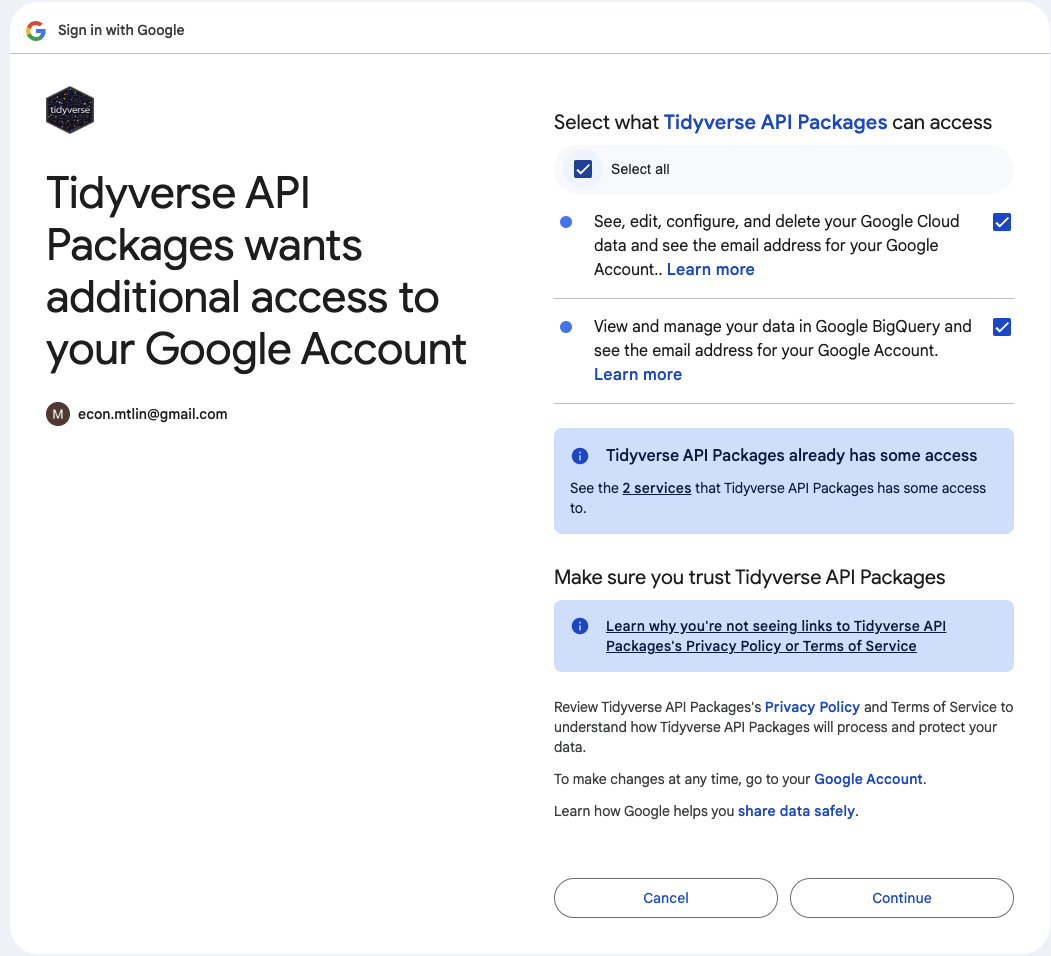 Sign in with Google
tidyverse
Tidyverse API
Packages wants
additional access to
your Google Account
M econ.mtlin@gmail.com
Select what Tidyverse API Packages can access
Select all
See, edit, configure, and delete your Google Cloud
data and see the email address for your Google
Account.. Learn more
View and manage your data in Google BigQuery and
see the email address for your Google Account.
Learn more
Tidyverse API Packages already has some access
See the 2 services that Tidyverse API Packages has some access
to.
Make sure you trust Tidyverse API Packages
Learn why you're not seeing links to Tidyverse API
Packages's Privacy Policy or Terms of Service
Review Tidyverse API Packages's Privacy Policy and Terms of Service to
understand how Tidyverse API Packages will process and protect your
data.
To make changes at any time, go to your Google Account.
Learn how Google helps you share data safely.
Cancel
Continue